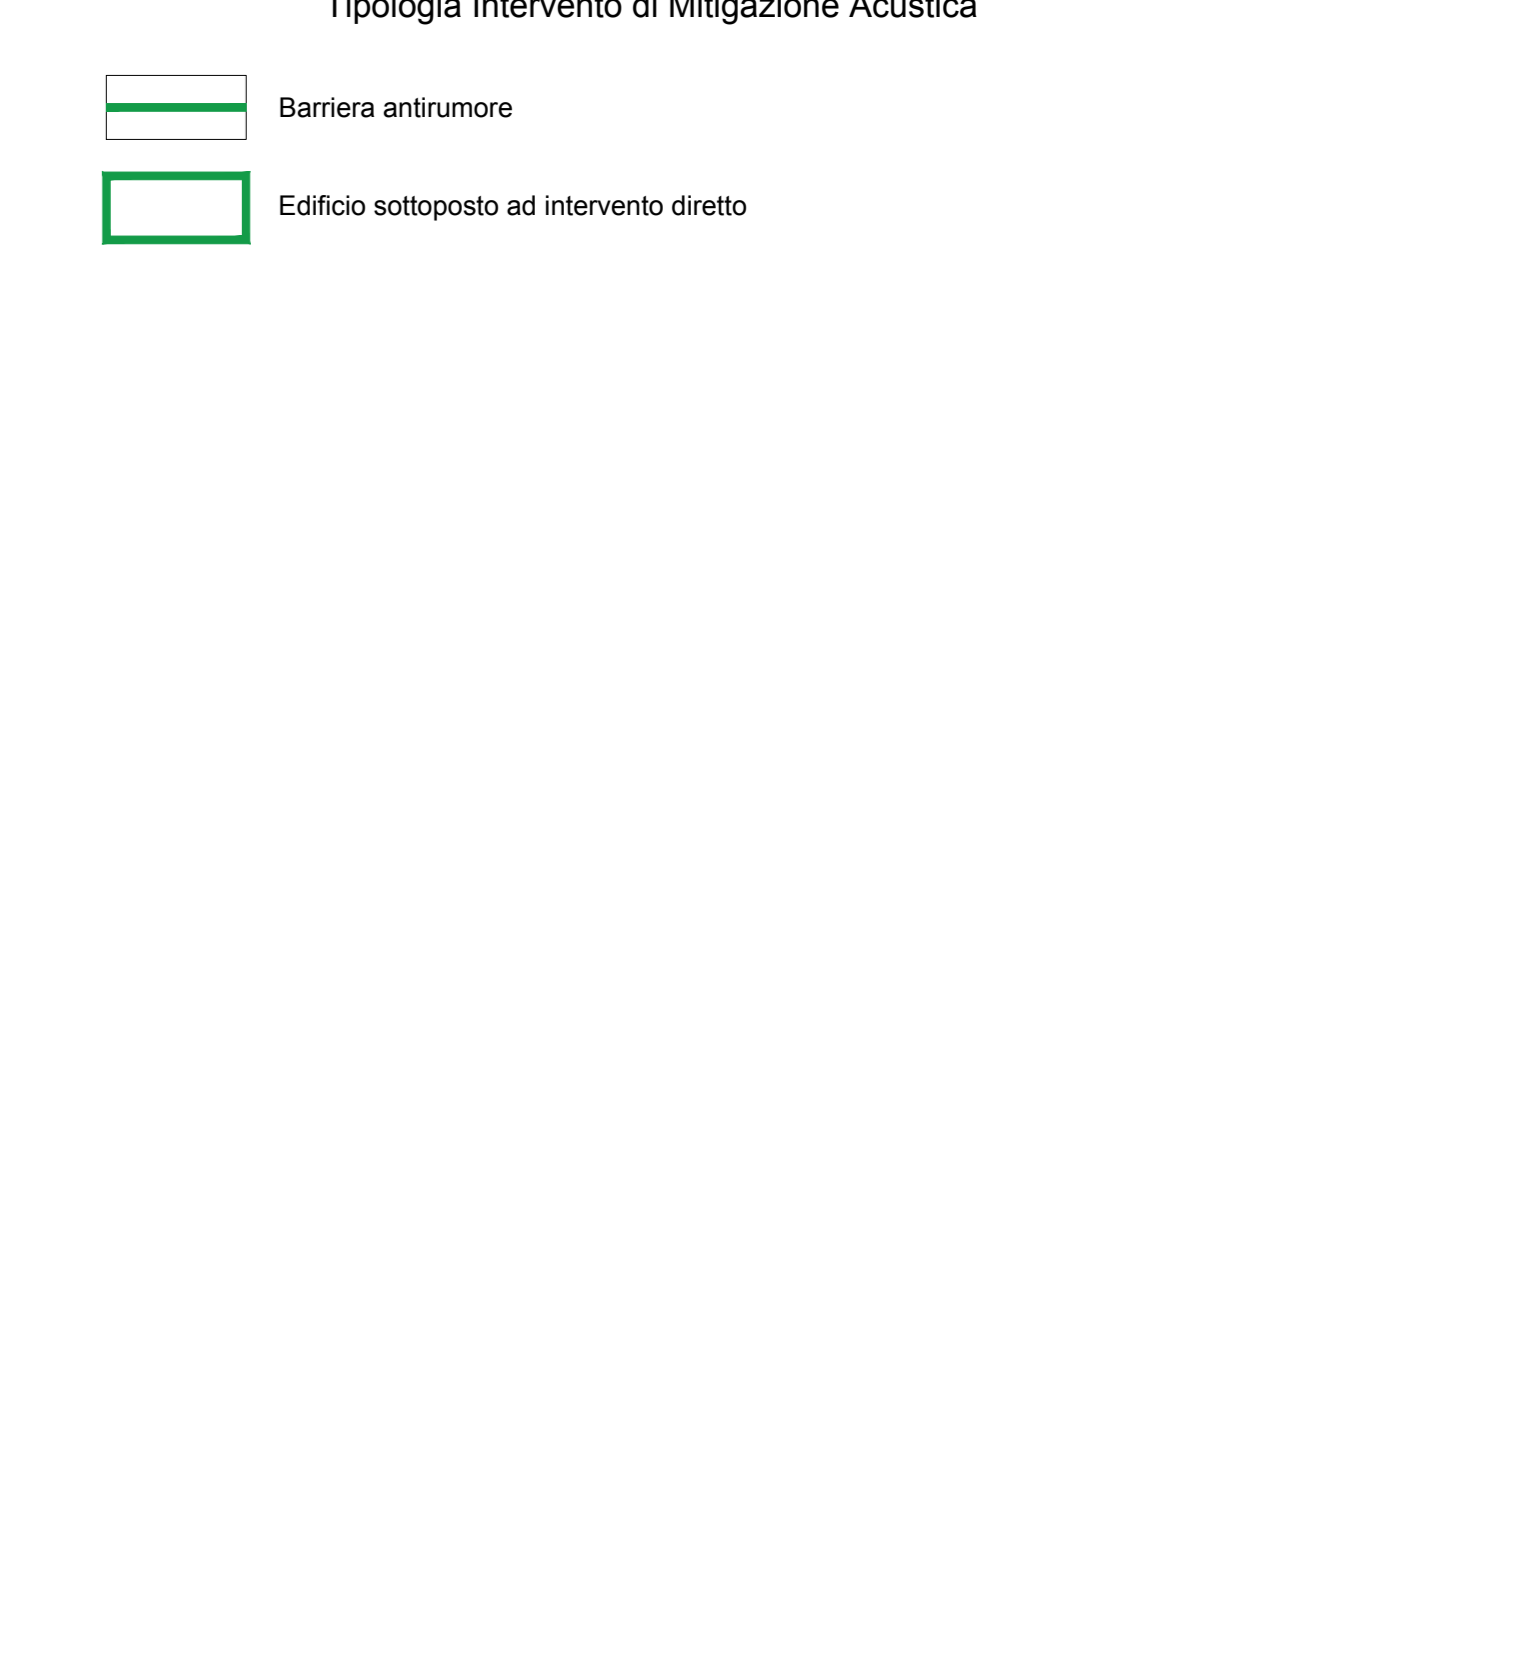 Tipologia Intervento di Mitigazione Acustica
Barriera antirumore
Edificio sottoposto ad intervento diretto